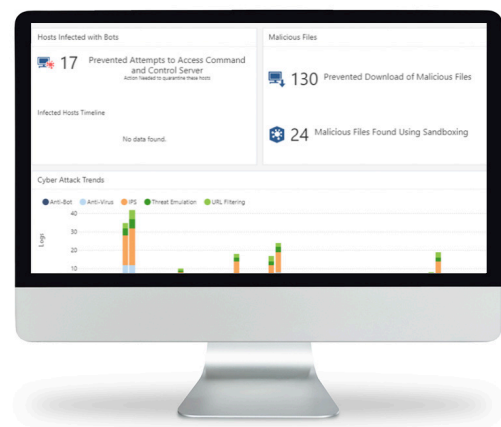 Hosts Infected with Bots
17 Prevented Attempts to Access Command
and Control Server
Action Needed to quarantine these hosts
Infected Hosts Timeline
No data found.
Malicious Files
130 Prevented Download of Malicious Files
24 Malicious Files Found Using Sandboxing
Cyber Attack Trends
Anti-Bot Anti-Virus IPS Threat Emulation URL Filtering
Logs
40
30
20
10